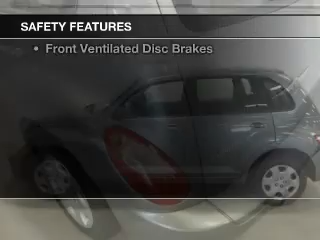 SAFETY FEATURES
• Front Ventilated Disc Brakes